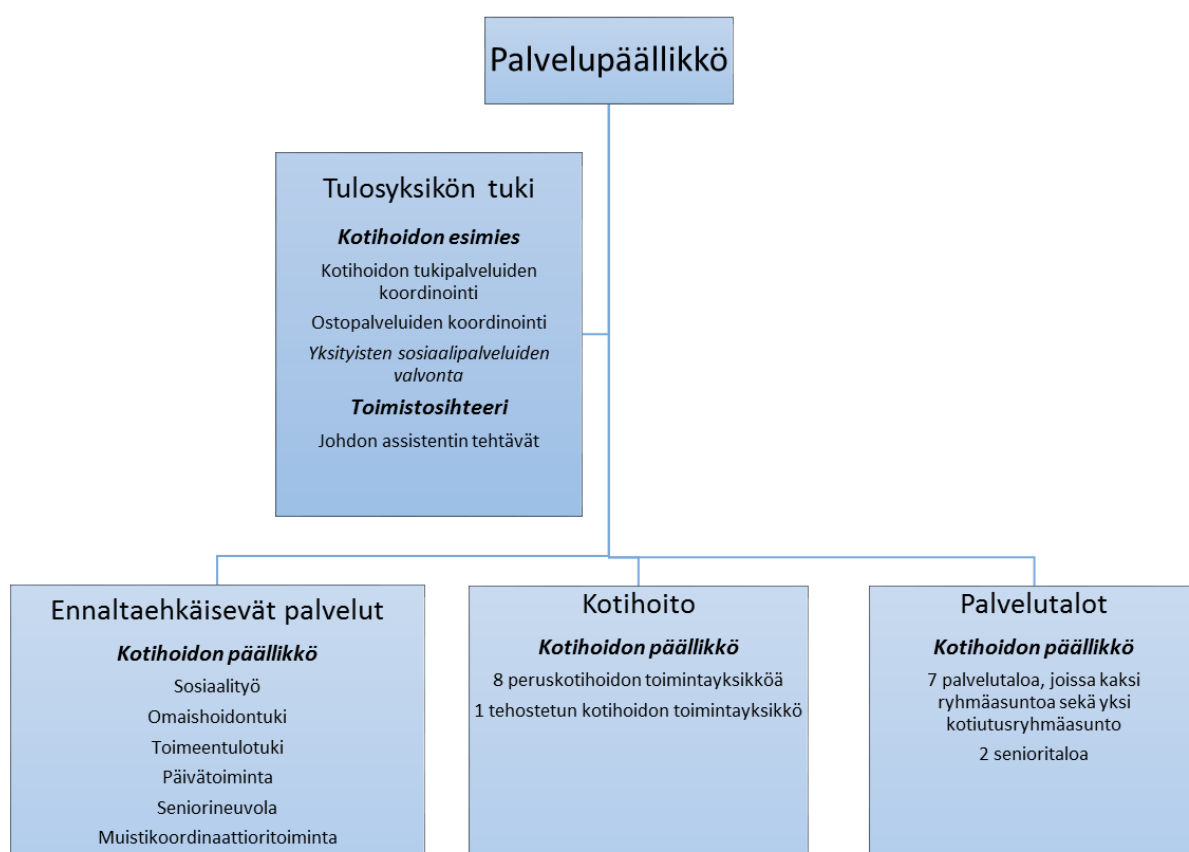 Palvelupäällikkö
Tulosyksikön tuki
Kotihoidon esimies
Kotihoidon tukipalveluiden
koordinointi
Ostopalveluiden koordinointi
Yksityisten sosiaalipalveluiden
valvonta
Toimistosihteeri
Johdon assistentin tehtävät
Ennaltaehkäisevät palvelut
Kotihoidon päällikkö
Sosiaalityö
Omaishoidontuki
Toimeentulotuki
Päivätoiminta
Seniorineuvola
Muistikoordinaattoritoiminta
Kotihoito
Kotihoidon päällikkö
8 peruskotihoidon toimintayksikköä
1 tehostetun kotihoidon toimintayksikkö
Palvelutalot
Kotihoidon päällikkö
7 palvelutaloa, joissa kaksi
ryhmäasuntoa sekä yksi
kotiutusryhmäasunto
2 senioritaloa